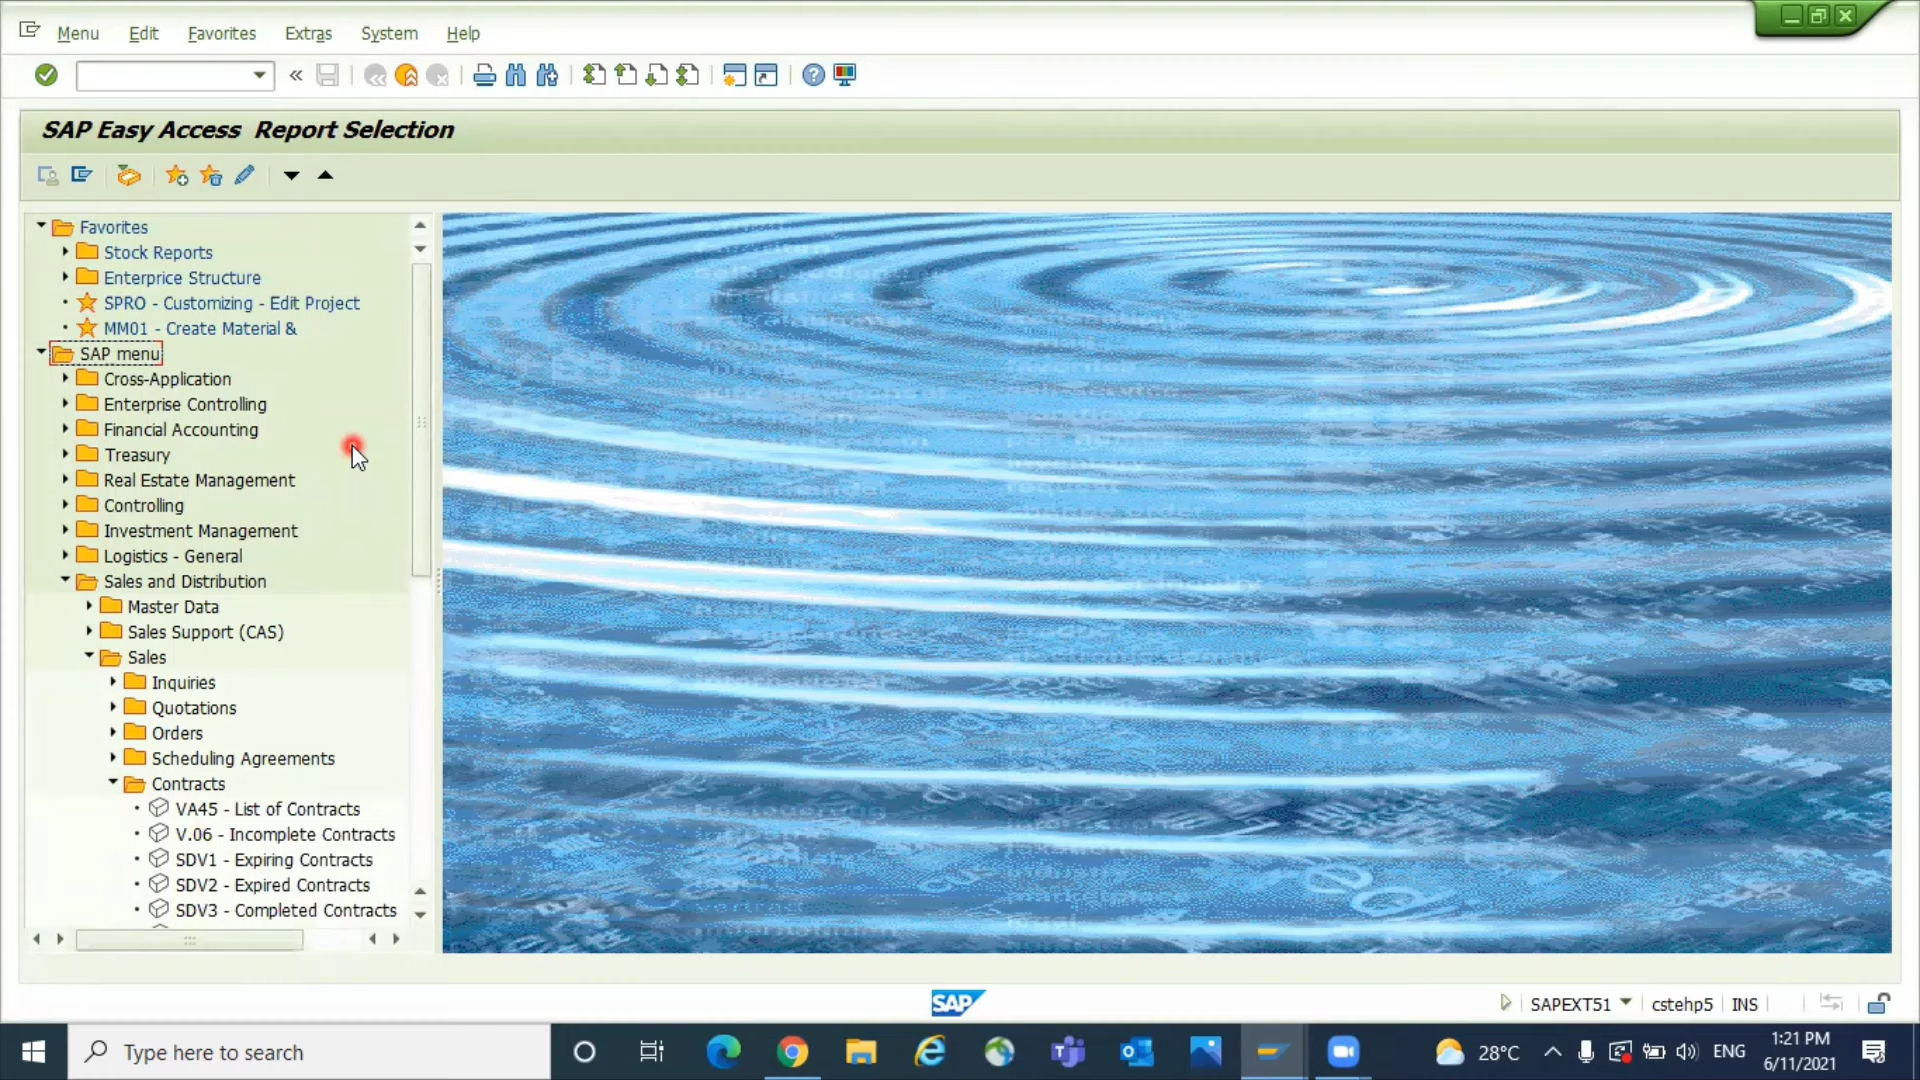 Menu Edit Favorites Extras System Help
SAP Easy Access Report Selection
Favorites
Stock Reports
Enterprice Structure
SPRO - Customizing - Edit Project
MM01 - Create Material &
SAP menu
Cross-Application
Enterprise Controlling
Financial Accounting
Treasury
Real Estate Management
Controlling
Investment Management
Logistics - General
Sales and Distribution
Master Data
Sales Support (CAS)
Sales
Inquiries
Quotations
Orders
Scheduling Agreements
Contracts
VA45 - List of Contracts
V.06 - Incomplete Contracts
SDV1 - Expiring Contracts
SDV2 - Expired Contracts
SDV3 - Completed Contracts
SAP
SAPEXT51 cstehp5 INS
Type here to search
28°C
ENG
1:21 PM
6/11/2021